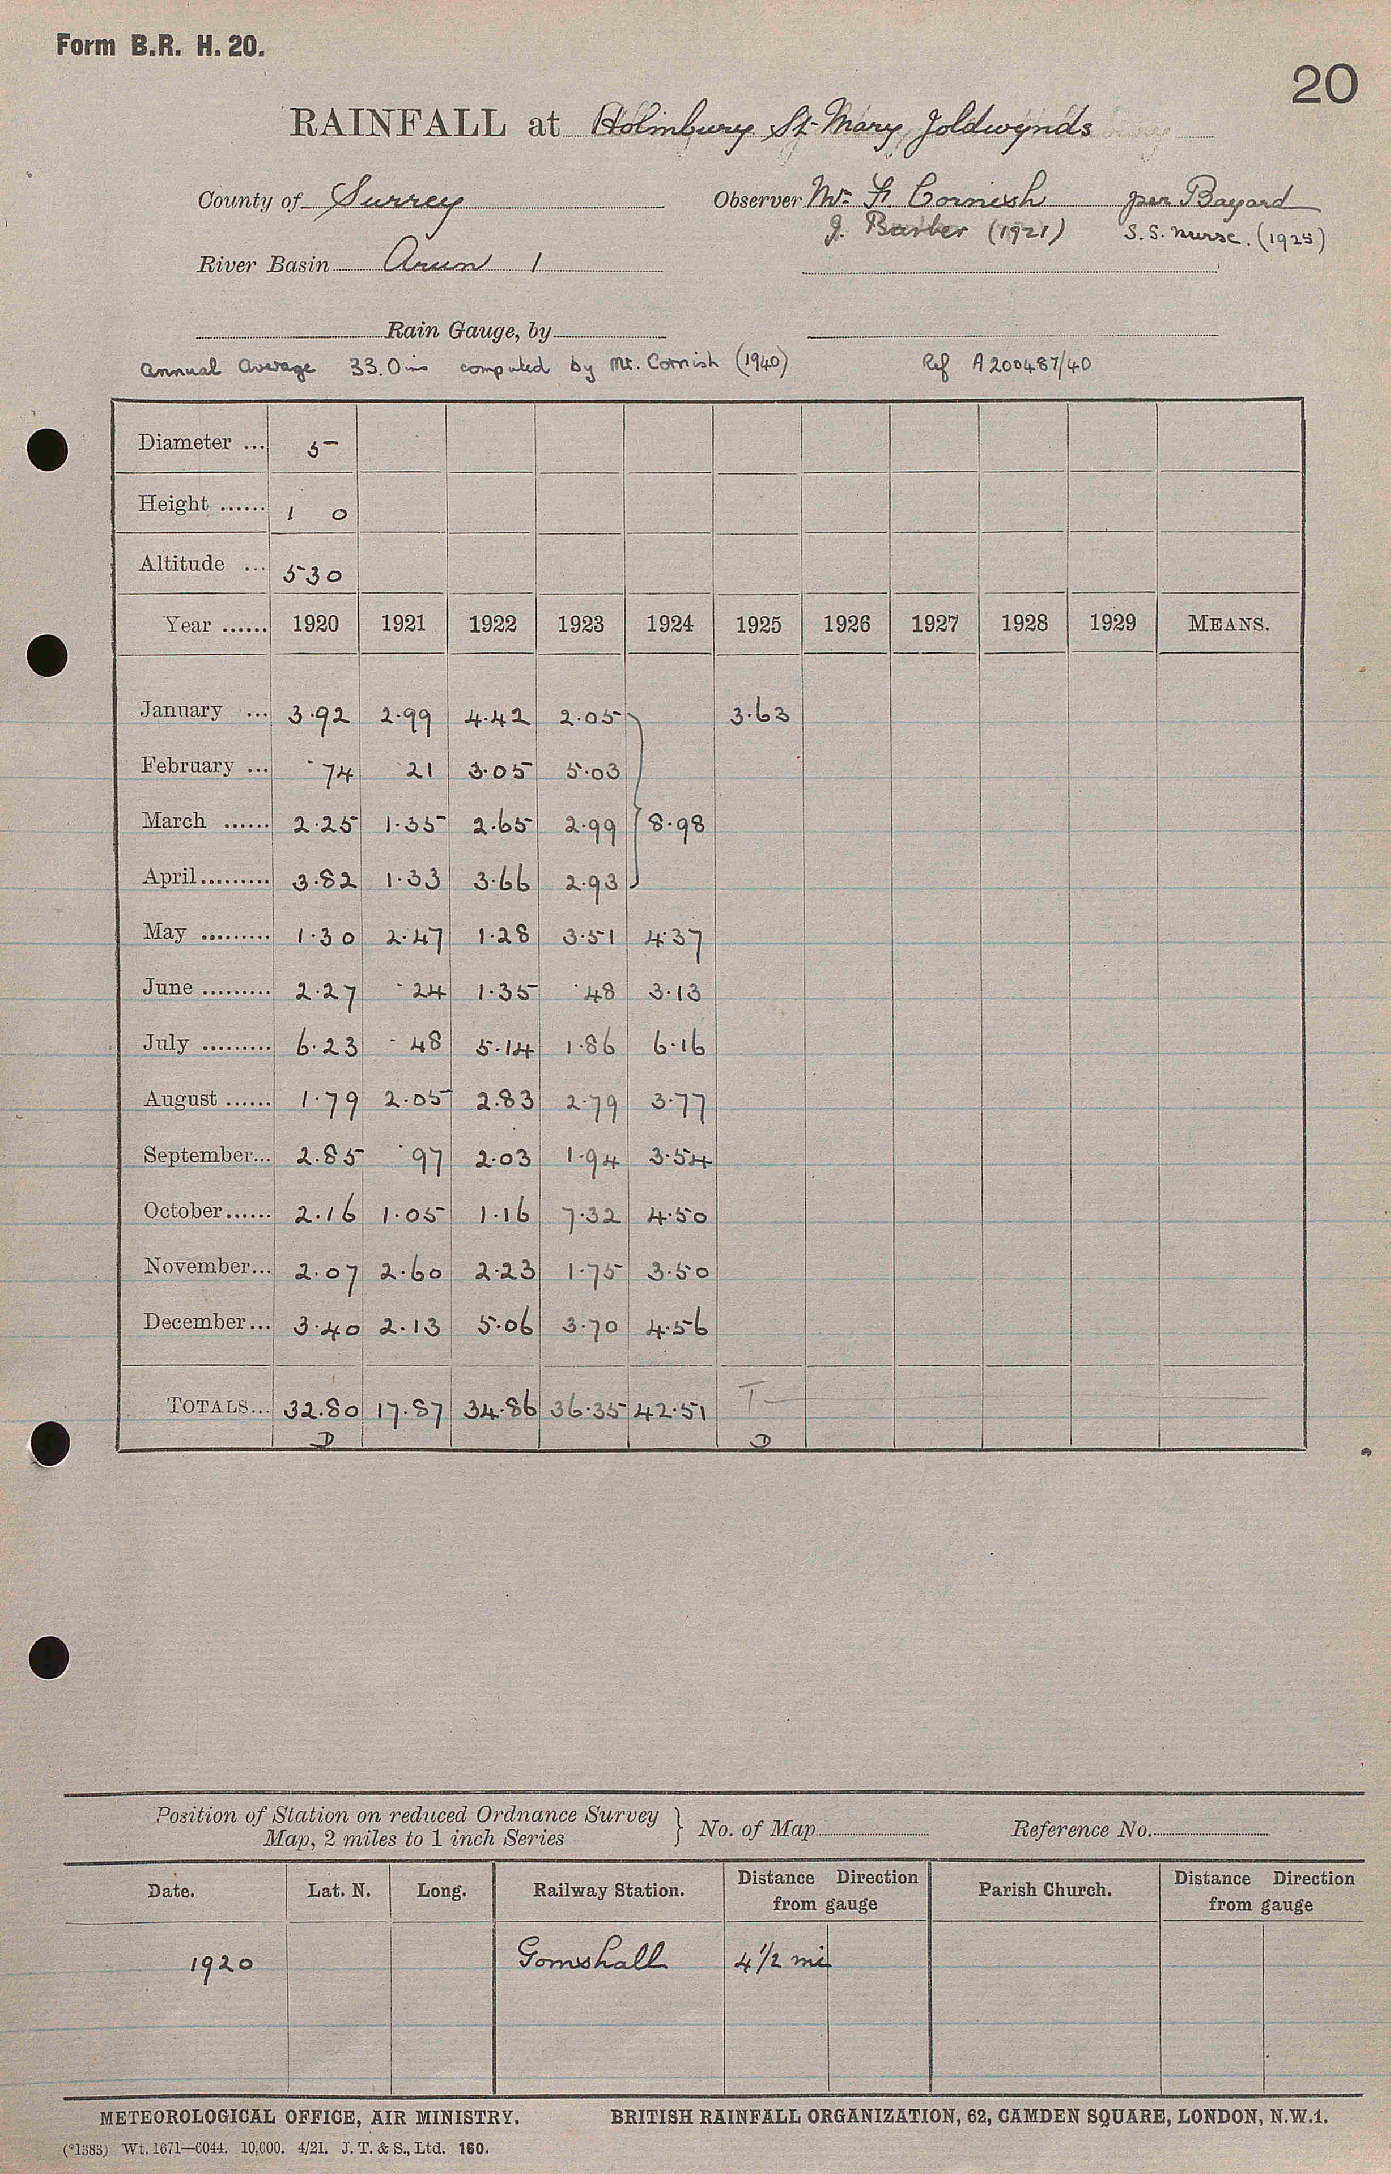 Form B.R. H. 20.
20
RAINFALL at Holmbury St. Mary, Joldwynds
County of Surrey Observer Mr. F. Cornish per Bayard
J. Barber (1921) S. S. Nurse. (1925)
River Basin Arun 1
Rain Gauge, by
Annual Average 33.0 ins computed by Mr. Cornish (1940) Ref A200487/40
Diameter ... 5
Height ...... 1 0
Altitude ... 530
Year ...... 1920 1921 1922 1923 1924 1925 1926 1927 1928 1929 MEANS.
January ... 3.92 2.99 4.42 2.05 3.63
February ... .74 .21 3.05 5.03
March ...... 2.25 1.35 2.65 2.99 } 8.98
April......... 3.82 1.33 3.66 2.93
May ......... 1.30 2.47 1.28 3.51 4.37
June ......... 2.27 .24 1.35 .48 3.13
July ......... 6.23 .48 5.14 1.86 6.16
August ...... 1.79 2.05 2.83 2.79 3.77
September... 2.85 .97 2.03 1.94 3.54
October...... 2.16 1.05 1.16 7.32 4.50
November... 2.07 2.60 2.23 1.75 3.50
December... 3.40 2.13 5.06 3.70 4.56
TOTALS... 32.80 17.87 34.86 36.35 42.51 T
D D
Position of Station on reduced Ordnance Survey
Map, 2 miles to 1 inch Series } No. of Map Reference No.
Date. Lat. N. Long. Railway Station. Distance Direction from gauge Parish Church. Distance Direction from gauge
1920 Gomshall 4 1/2 mi
METEOROLOGICAL OFFICE, AIR MINISTRY. BRITISH RAINFALL ORGANIZATION, 62, CAMDEN SQUARE, LONDON, N.W.1.
(*1383) Wt. 1671—6044. 10,000. 4/21. J. T. & S., Ltd. 160.